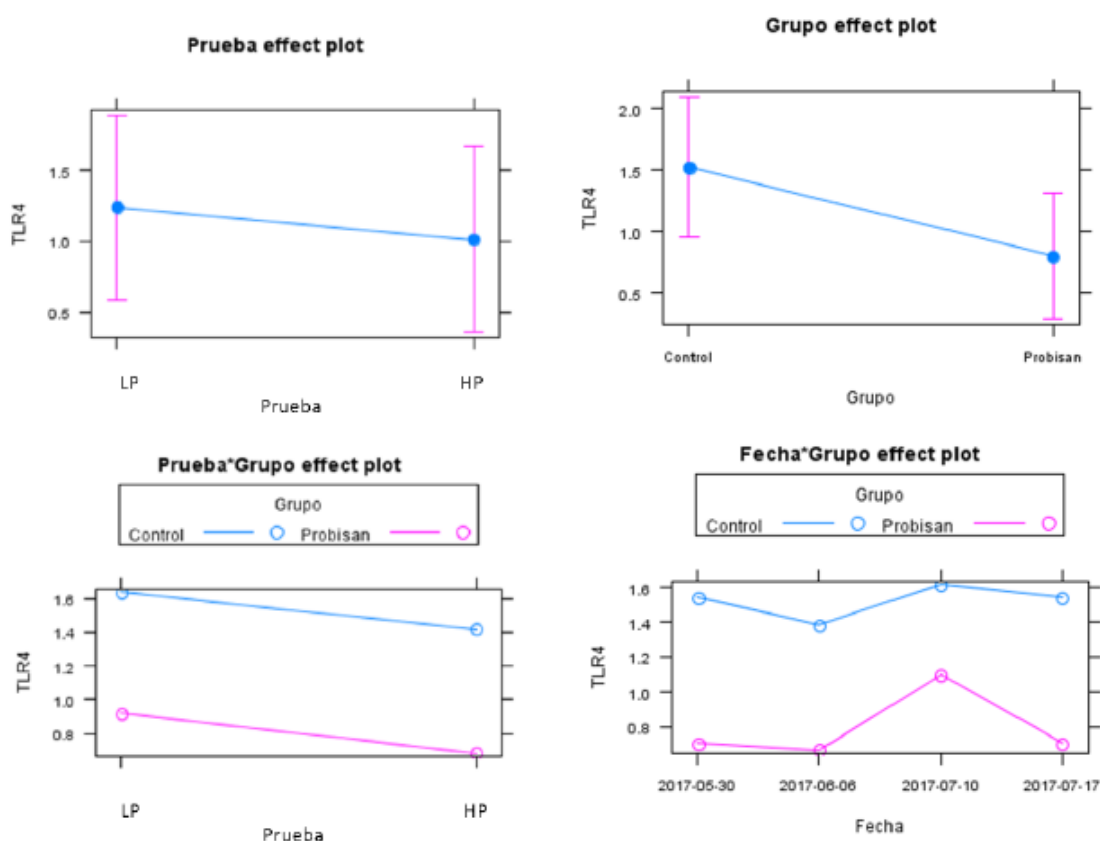 Prueba effect plot
TLR4
1.5
1.0
0.5
LP
HP
Prueba
Grupo effect plot
TLR4
2.0
1.5
1.0
0.5
Control
Probisan
Grupo
Prueba*Grupo effect plot
Grupo
Control
Probisan
TLR4
1.6
1.4
1.2
1.0
0.8
LP
HP
Prueba
Fecha*Grupo effect plot
Grupo
Control
Probisan
TLR4
1.6
1.4
1.2
1.0
0.8
2017-05-30
2017-06-06
2017-07-10
2017-07-17
Fecha